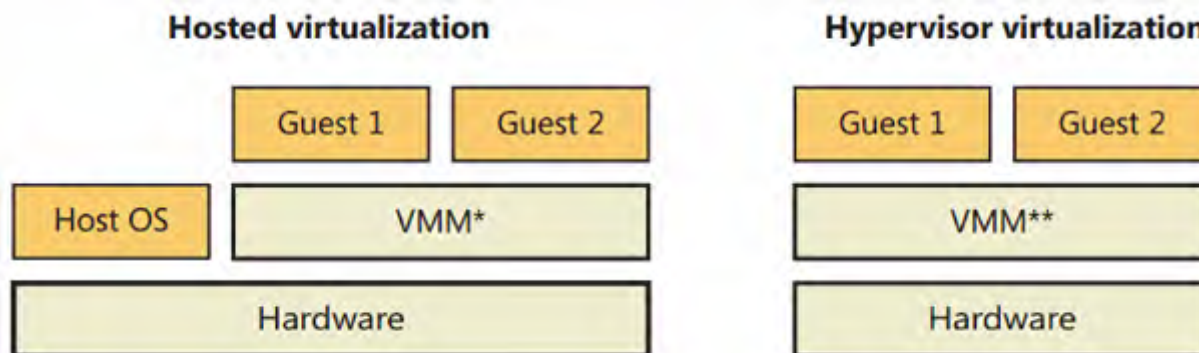 Hosted virtualization
Guest 1
Guest 2
Host OS
VMM*
Hardware
Hypervisor virtualization
Guest 1
Guest 2
VMM**
Hardware